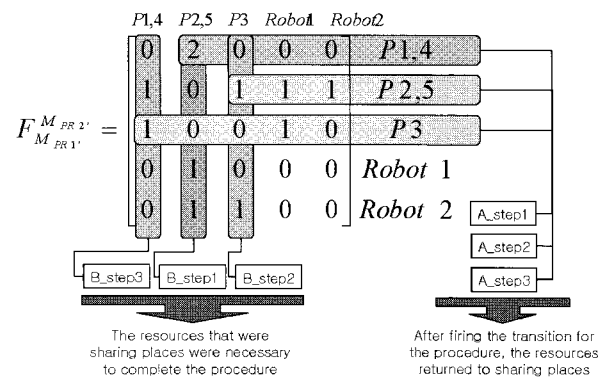 P1,4 P2,5 P3 Robot1 Robot2
0 2 0 0 0 P1,4
1 0 1 1 1 P2,5
F M PR 2' M PR 1' = 1 0 0 1 0 P3
0 1 0 0 0 Robot 1
0 1 1 0 0 Robot 2
A_step1
A_step2
A_step3
B_step3 B_step1 B_step2
The resources that were
sharing places were necessary
to complete the procedure
After firing the transition for
the procedure, the resources
returned to sharing places